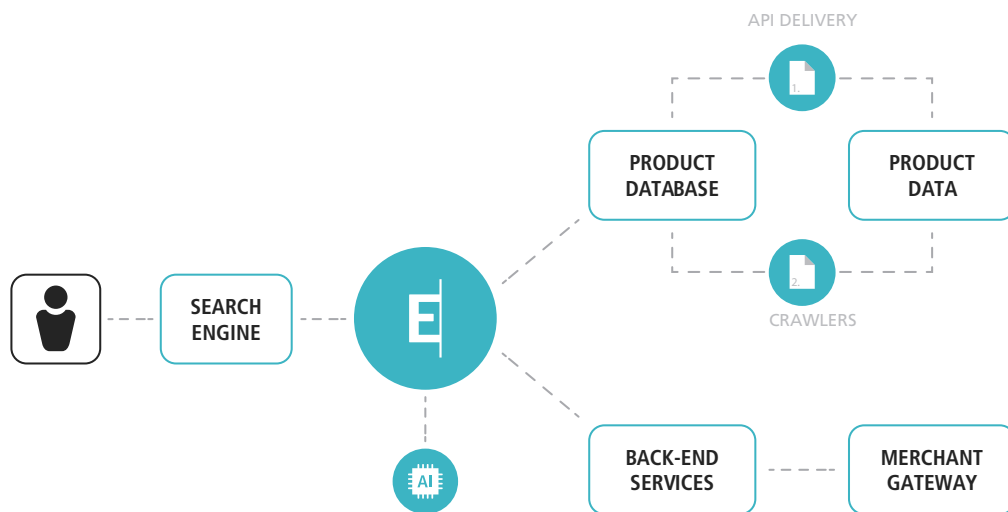 API DELIVERY
1.
PRODUCT
DATABASE
PRODUCT
DATA
2.
CRAWLERS
SEARCH
ENGINE
E
AI
BACK-END
SERVICES
MERCHANT
GATEWAY